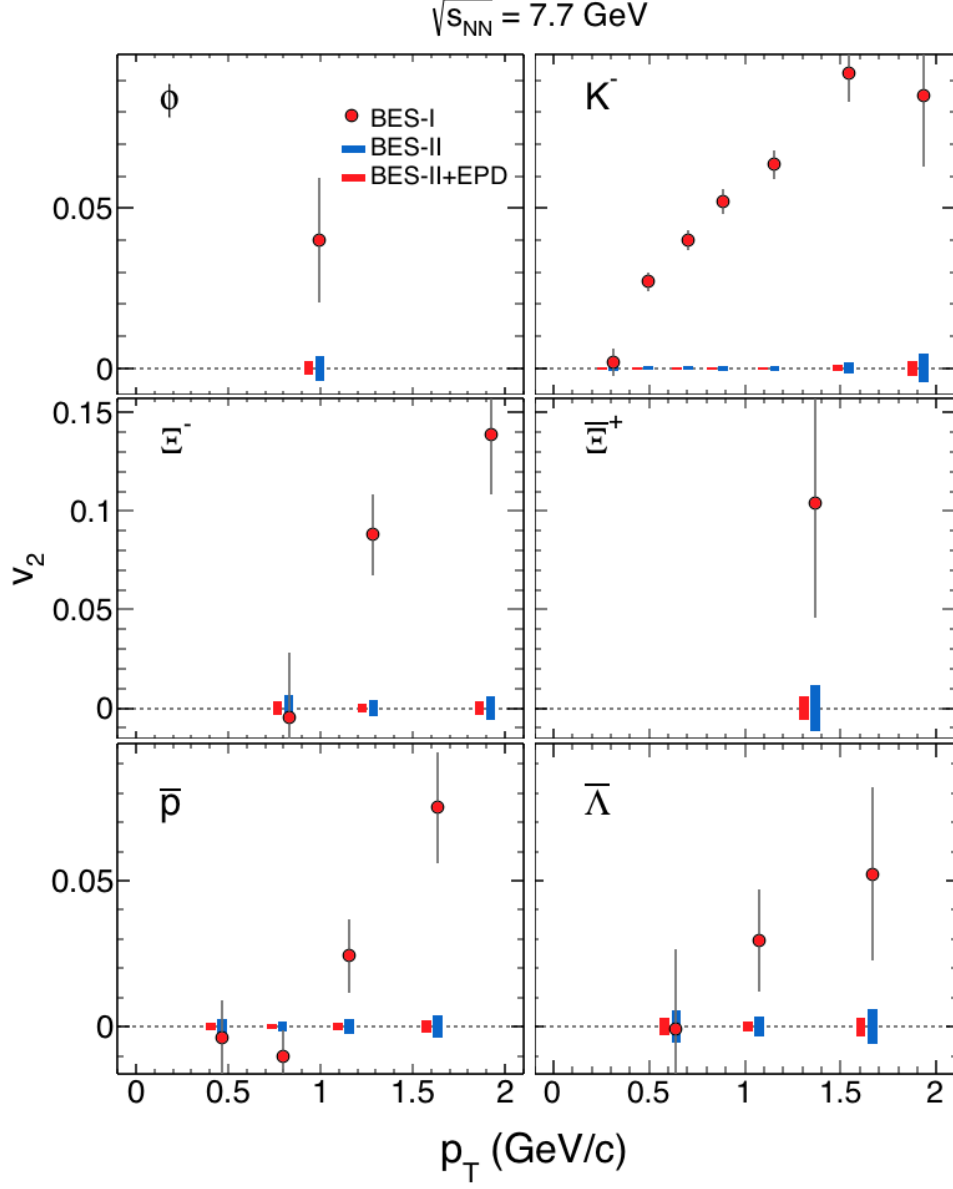 √s_NN = 7.7 GeV
ϕ
BES-I
BES-II
BES-II+EPD
K⁻
0.05
0
Ξ⁻
Ξ̅⁺
0.15
0.1
0.05
0
v₂
p̅
Λ̅
0.05
0
0 0.5 1 1.5 2
0 0.5 1 1.5 2
p_T (GeV/c)